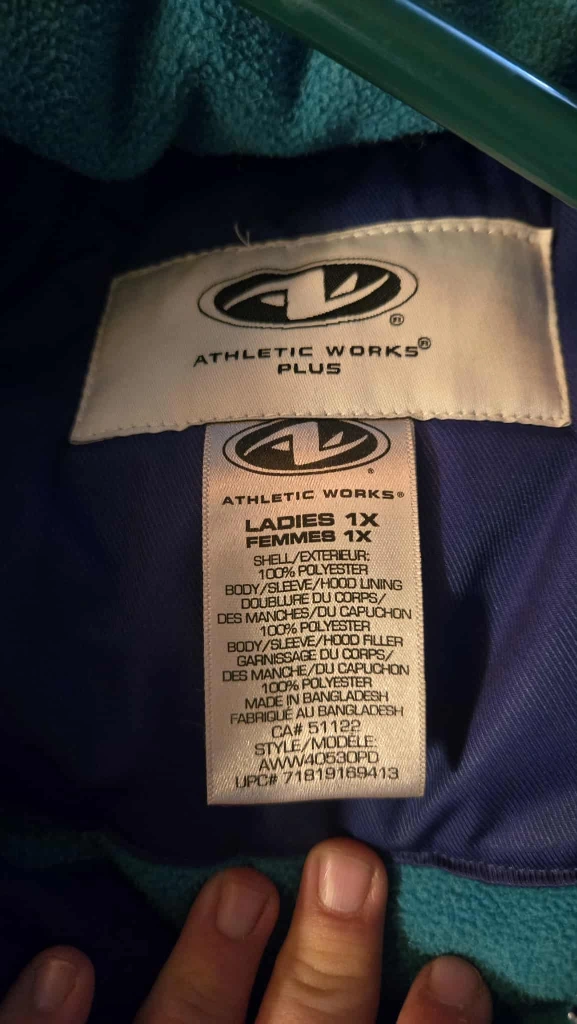 ®
ATHLETIC WORKS®
PLUS
®
ATHLETIC WORKS®
LADIES 1X
FEMMES 1X
SHELL/EXTERIEUR:
100% POLYESTER
BODY/SLEEVE/HOOD LINING
DOUBLURE DU CORPS/
DES MANCHES/DU CAPUCHON
100% POLYESTER
BODY/SLEEVE/HOOD FILLER
GARNISSAGE DU CORPS/
DES MANCHE/DU CAPUCHON
100% POLYESTER
MADE IN BANGLADESH
FABRIQUÉ AU BANGLADESH
CA# 51122
STYLE/MODÈLE:
AWW40530PD
UPC# 71819169413